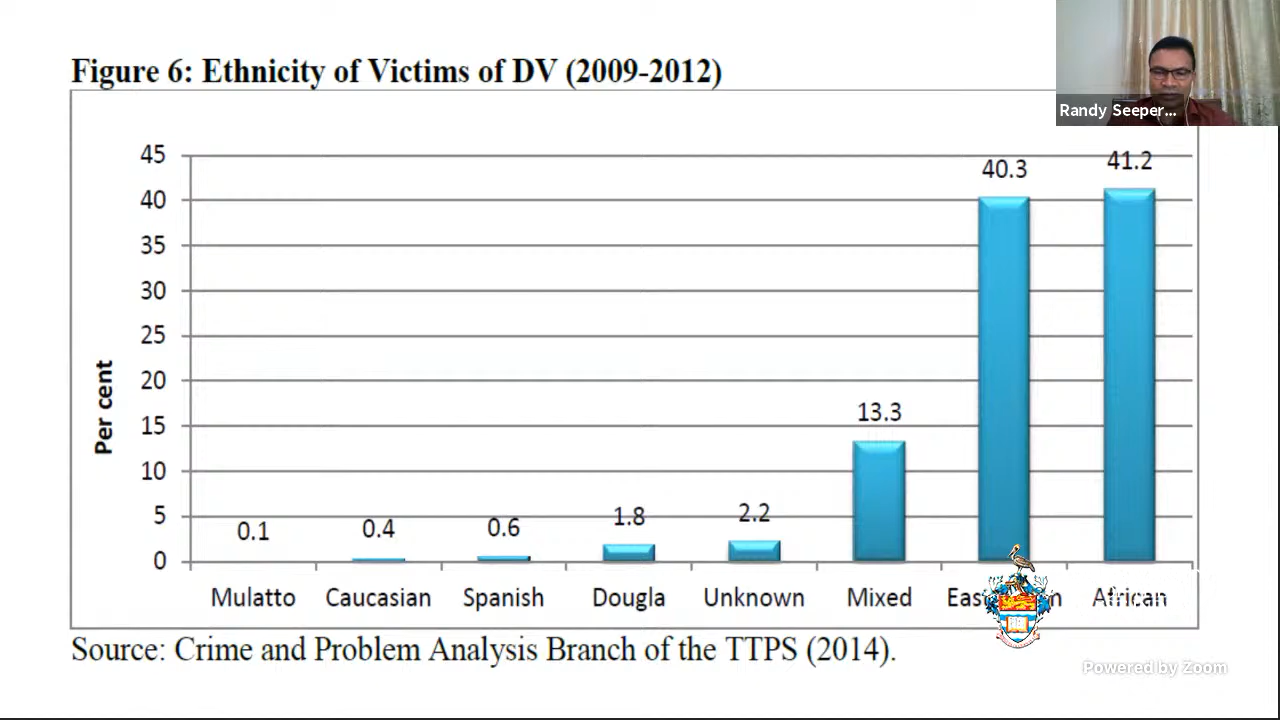 Figure 6: Ethnicity of Victims of DV (2009-2012)
Randy Seeper...
45
40
35
30
25
20
15
10
5
0
Per cent
0.1
0.4
0.6
1.8
2.2
13.3
40.3
41.2
Mulatto
Caucasian
Spanish
Dougla
Unknown
Mixed
African
Source: Crime and Problem Analysis Branch of the TTPS (2014).
Powered by Zoom